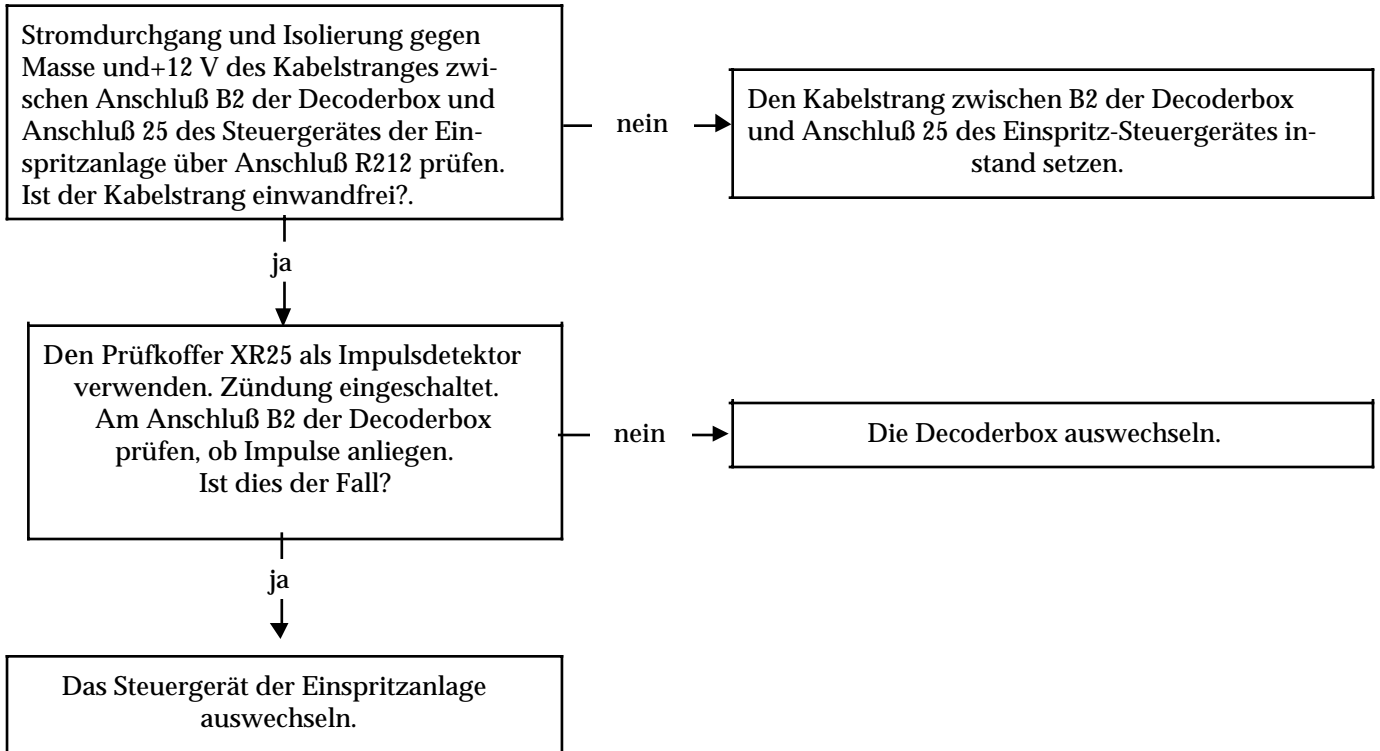 Stromdurchgang und Isolierung gegen
Masse und+12 V des Kabelstranges zwi-
schen Anschluß B2 der Decoderbox und
Anschluß 25 des Steuergerätes der Ein-
spritzanlage über Anschluß R212 prüfen.
Ist der Kabelstrang einwandfrei?.
nein
Den Kabelstrang zwischen B2 der Decoderbox
und Anschluß 25 des Einspritz-Steuergerätes in-
stand setzen.
ja
Den Prüfkoffer XR25 als Impulsdetektor
verwenden. Zündung eingeschaltet.
Am Anschluß B2 der Decoderbox
prüfen, ob Impulse anliegen.
Ist dies der Fall?
nein
Die Decoderbox auswechseln.
ja
Das Steuergerät der Einspritzanlage
auswechseln.